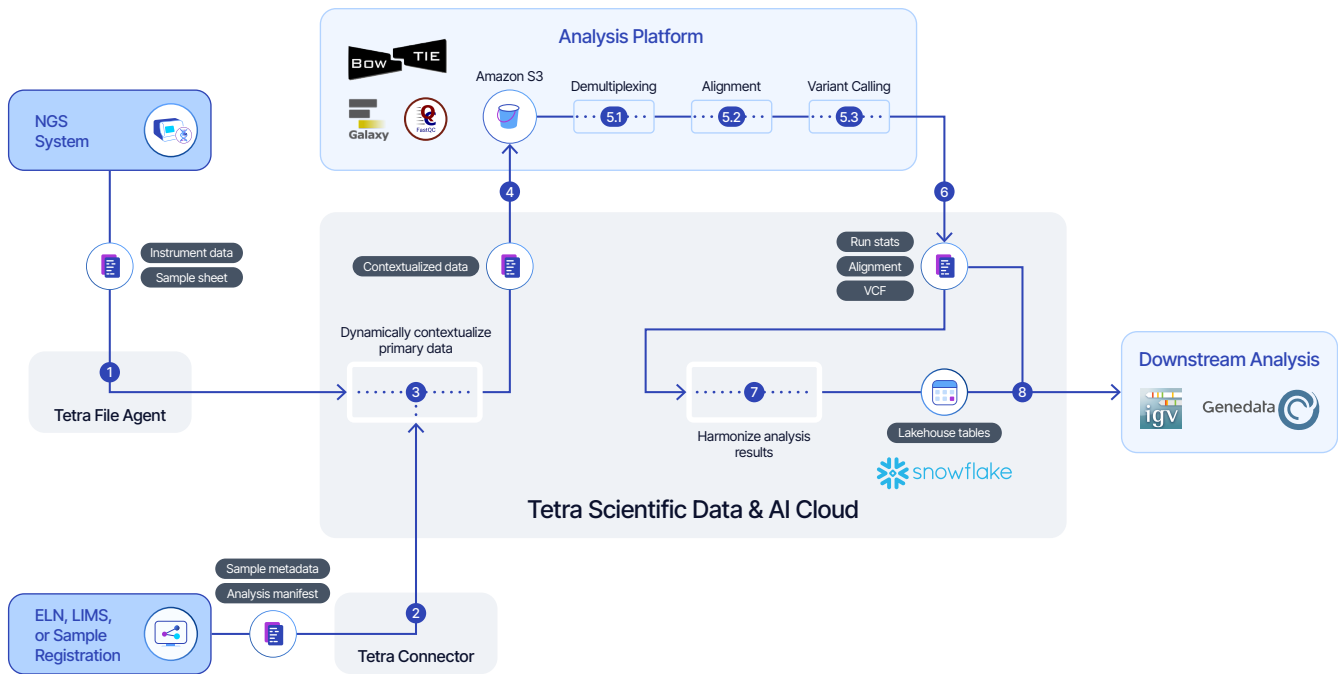 Analysis Platform
BOW TIE
Galaxy
FastQC
Amazon S3
Demultiplexing
5.1
Alignment
5.2
Variant Calling
5.3
NGS
System
4
6
Instrument data
Sample sheet
Contextualized data
Run stats
Alignment
VCF
Dynamically contextualize
primary data
1
Tetra File Agent
3
7
Harmonize analysis
results
Lakehouse tables
snowflake
8
Downstream Analysis
igv
Genedata
Tetra Scientific Data & AI Cloud
Sample metadata
Analysis manifest
ELN, LIMS,
or Sample
Registration
2
Tetra Connector